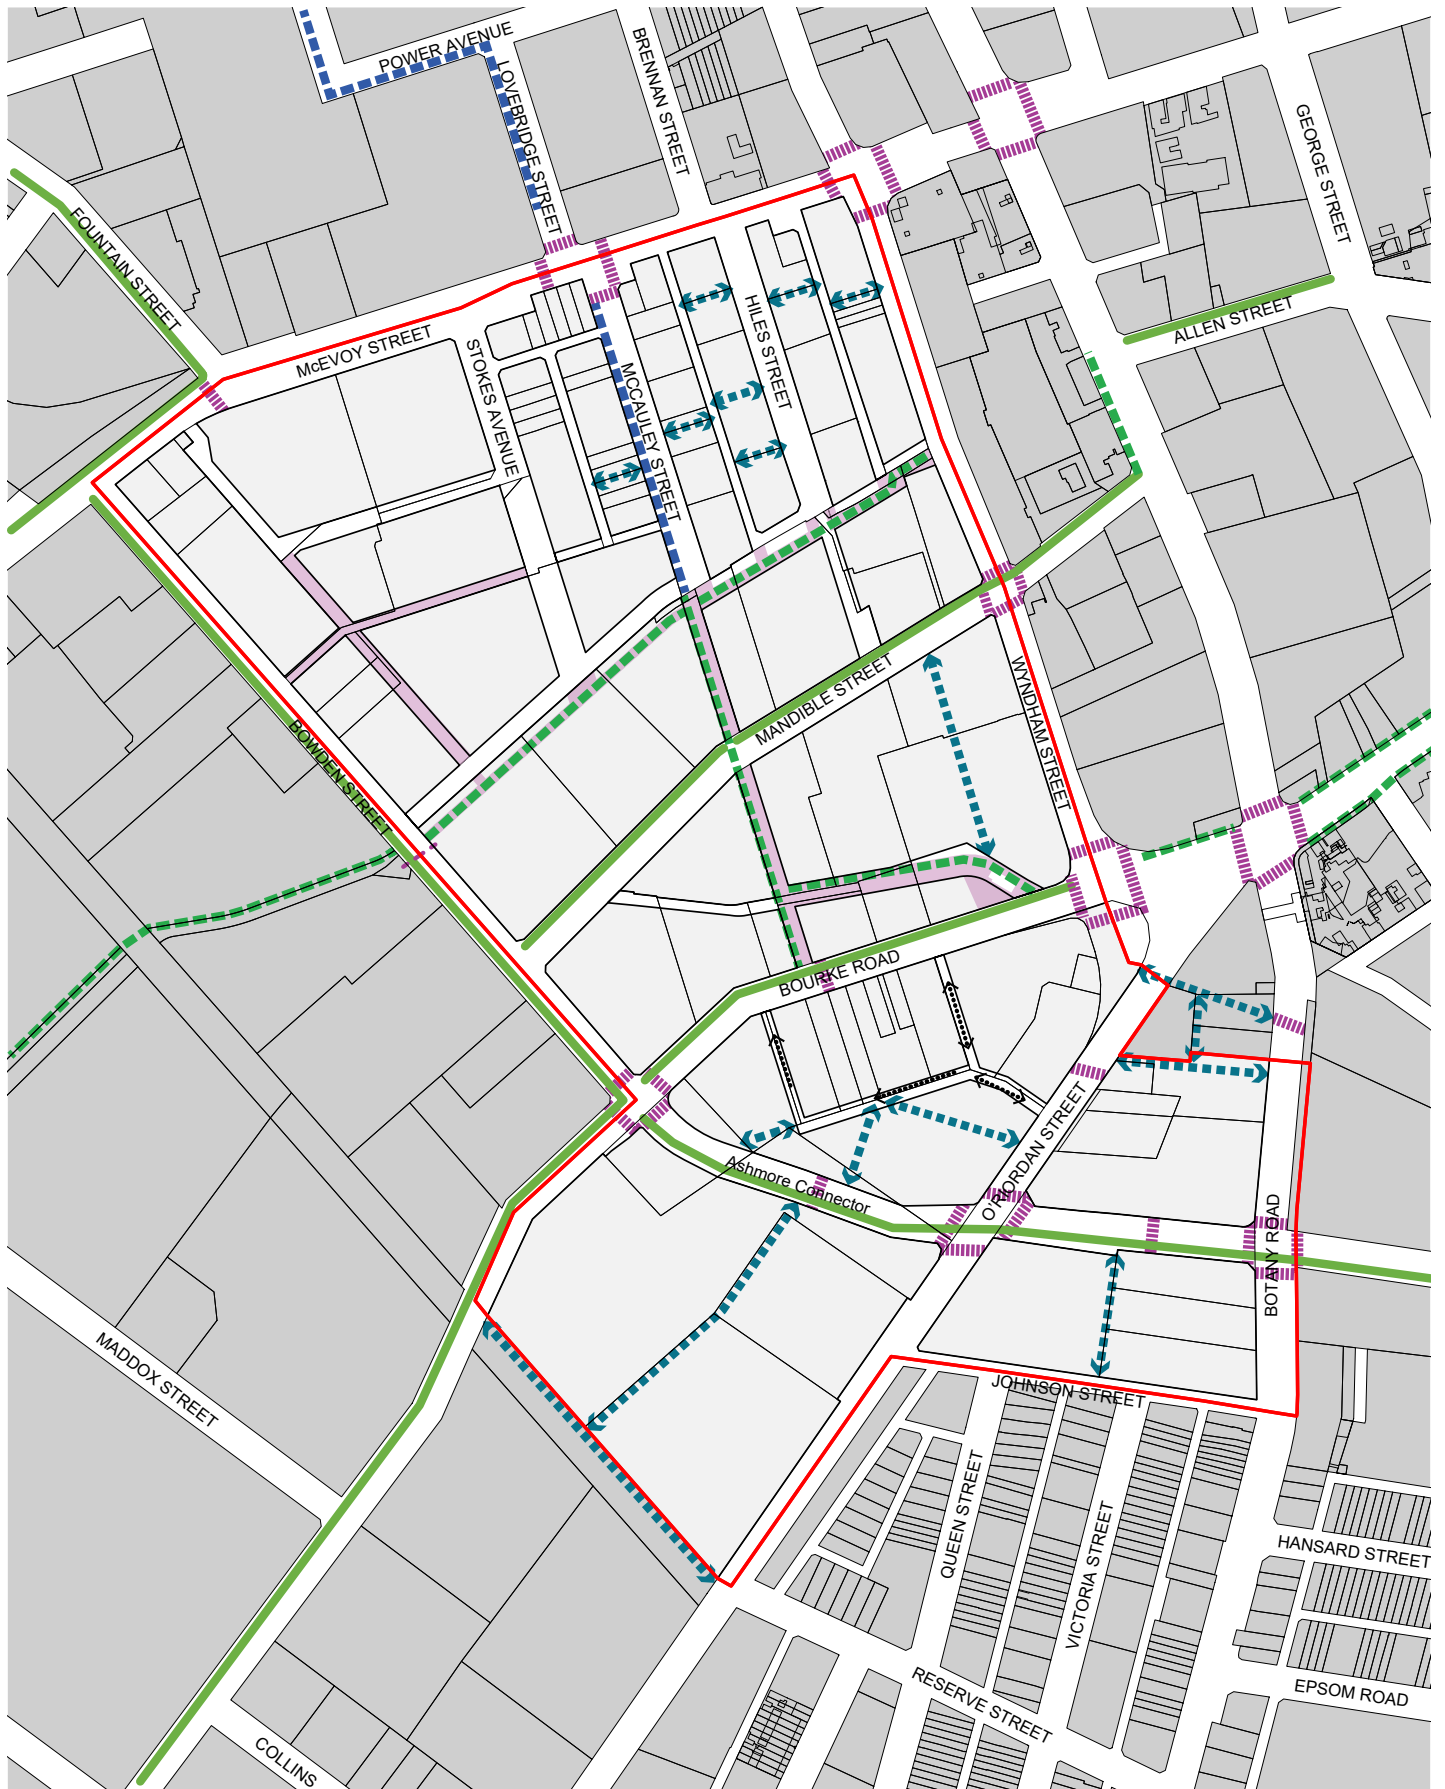 POWER AVENUE
LOVEBRIDGE STREET
BRENNAN STREET
GEORGE STREET
FOUNTAIN STREET
ALLEN STREET
McEVOY STREET
STOKES AVENUE
MCCAULEY STREET
HILES STREET
MANDIBLE STREET
WYNDHAM STREET
BOWDEN STREET
BOURKE ROAD
O'RIORDAN STREET
Ashmore Connector
BOTANY ROAD
MADDOX STREET
JOHNSON STREET
QUEEN STREET
VICTORIA STREET
HANSARD STREET
RESERVE STREET
EPSOM ROAD
COLLINS